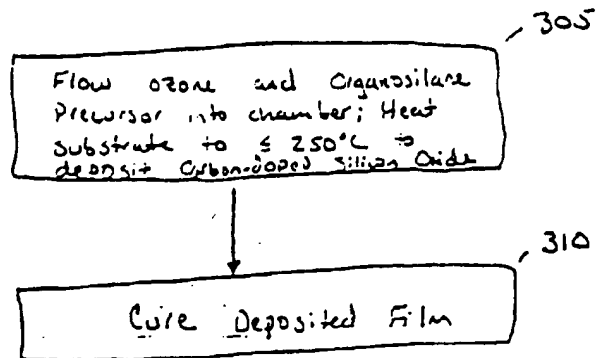 305
Flow ozone and Organosilane
Precursor into chamber; Heat
substrate to ≤ 250°C to
deposit Carbon-doped Silicon Oxide
310
Cure Deposited Film